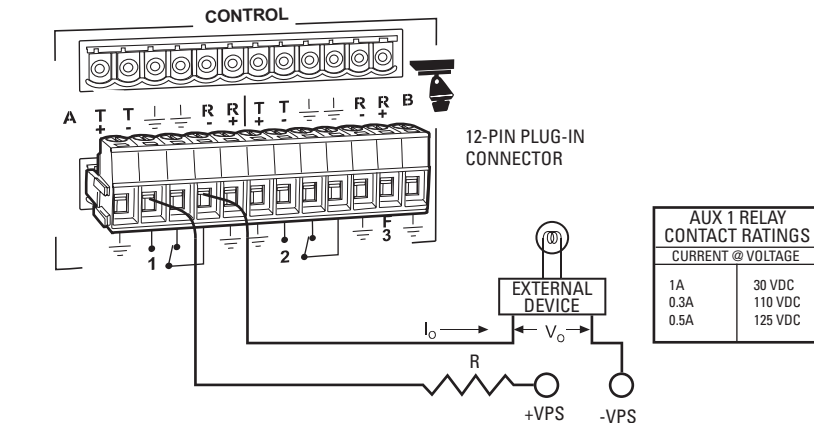 CONTROL
A T+ T- R- R+ T+ T- R- R+ B
12-PIN PLUG-IN
CONNECTOR
1 2 F
3
AUX 1 RELAY
CONTACT RATINGS
CURRENT @ VOLTAGE
1A 30 VDC
0.3A 110 VDC
0.5A 125 VDC
EXTERNAL
DEVICE
IO VO
R
+VPS -VPS